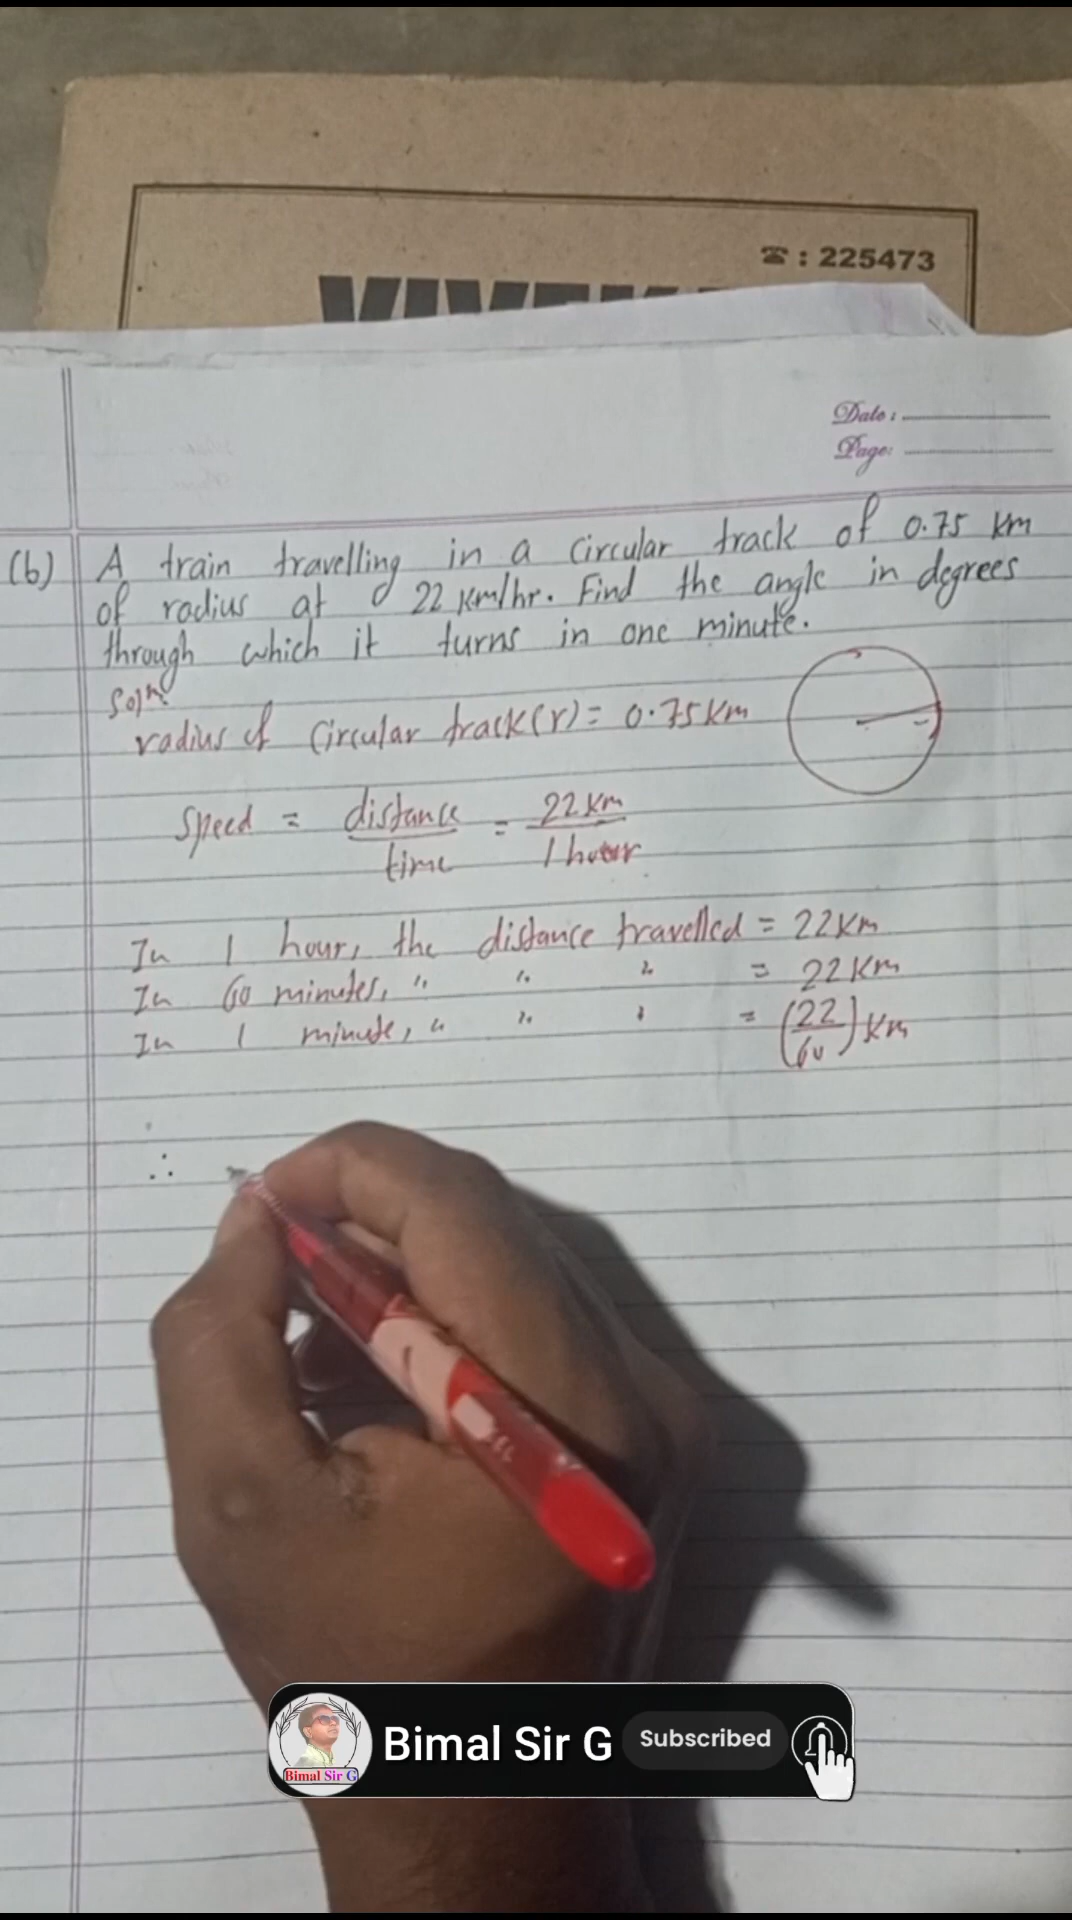 ☎ : 225473
Date :
Page:
(b) A train travelling in a circular track of 0.75 km
of radius at 22 km/hr. Find the angle in degrees
through which it turns in one minute.
Soln
radius of Circular track (r) = 0.75 Km
Speed = distance/time = 22 km/1 hour
In 1 hour, the distance travelled = 22 Km
In 60 minutes, " " " = 22 Km
In 1 minute, " " " = (22/60) Km
∴
Bimal Sir G
Bimal Sir G
Subscribed